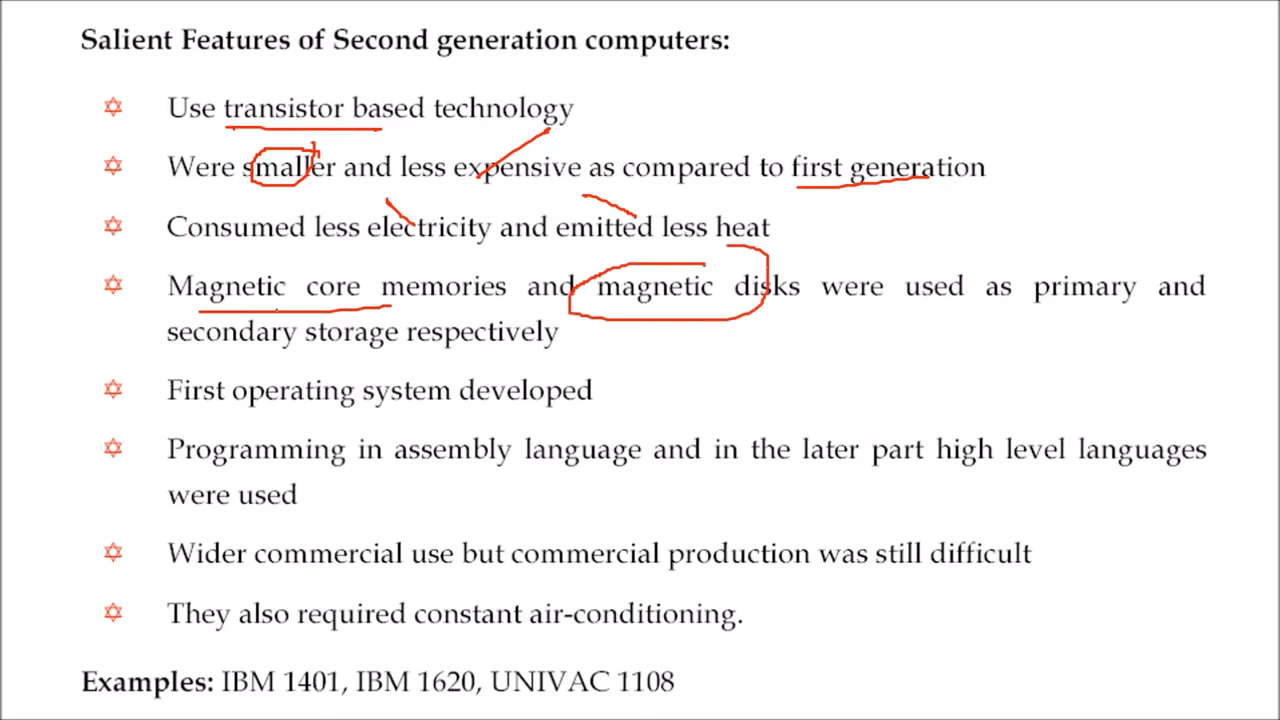 Salient Features of Second generation computers:
Use transistor based technology
Were smaller and less expensive as compared to first generation
Consumed less electricity and emitted less heat
Magnetic core memories and magnetic disks were used as primary and
secondary storage respectively
First operating system developed
Programming in assembly language and in the later part high level languages
were used
Wider commercial use but commercial production was still difficult
They also required constant air-conditioning.
Examples: IBM 1401, IBM 1620, UNIVAC 1108